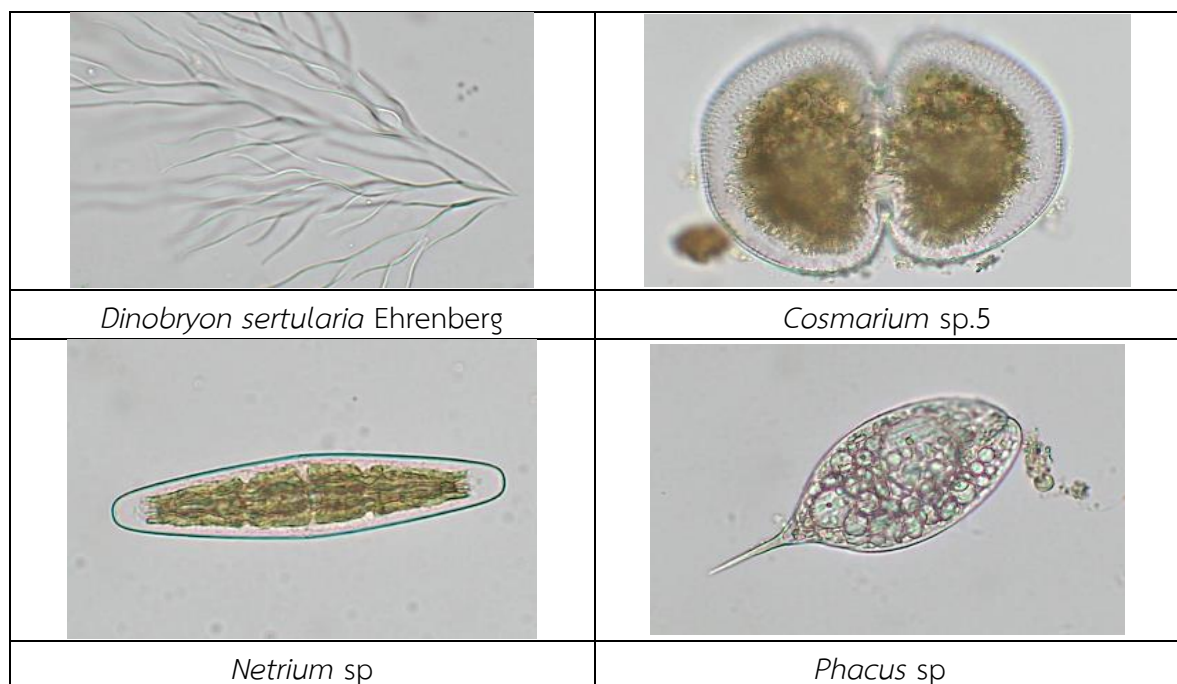 Dinobryon sertularia Ehrenberg
Cosmarium sp.5
Netrium sp
Phacus sp